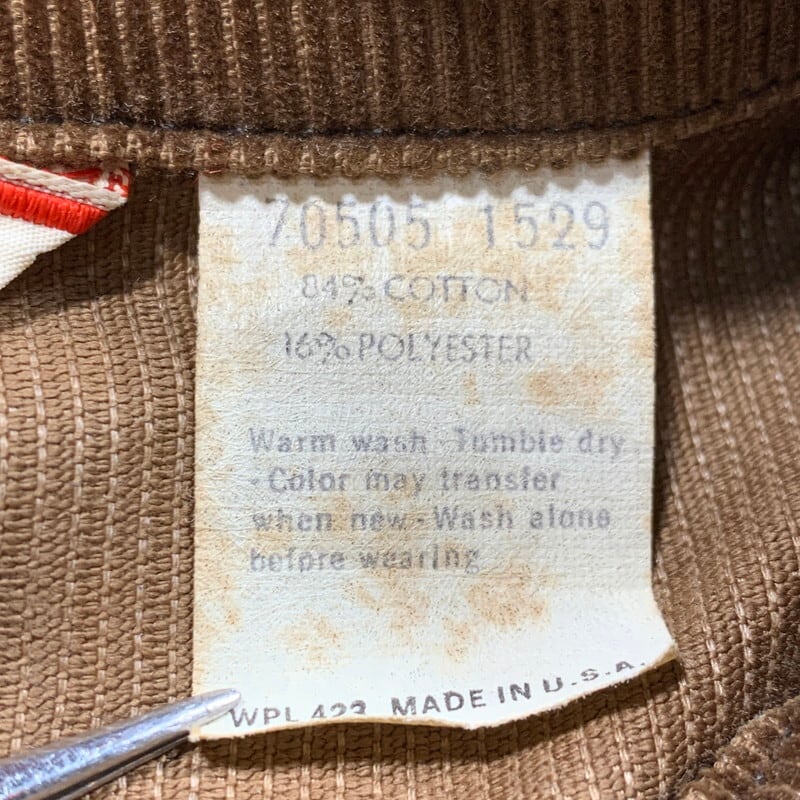 70505 1529
84% COTTON
16% POLYESTER
Warm wash - Tumble dry
- Color may transfer
when new - Wash alone
before wearing
WPL 423 MADE IN U.S.A.